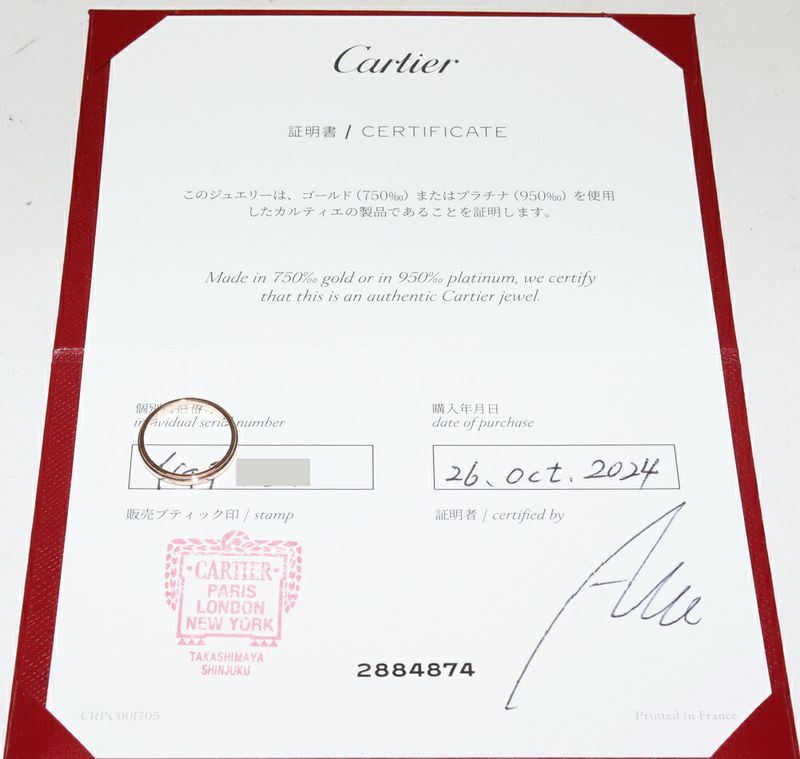 Cartier
証明書 / CERTIFICATE
このジュエリーは、ゴールド(750‰)またはプラチナ(950‰)を使用
したカルティエの製品であることを証明します。
Made in 750‰ gold or in 950‰ platinum, we certify
that this is an authentic Cartier jewel.
individual serial number
購入年月日
date of purchase
26. oct. 2024
販売ブティック印 / stamp
証明者 / certified by
CARTIER
PARIS
LONDON
NEW YORK
TAKASHIMAYA
SHINJUKU
2884874
CRPC001705
Printed in France